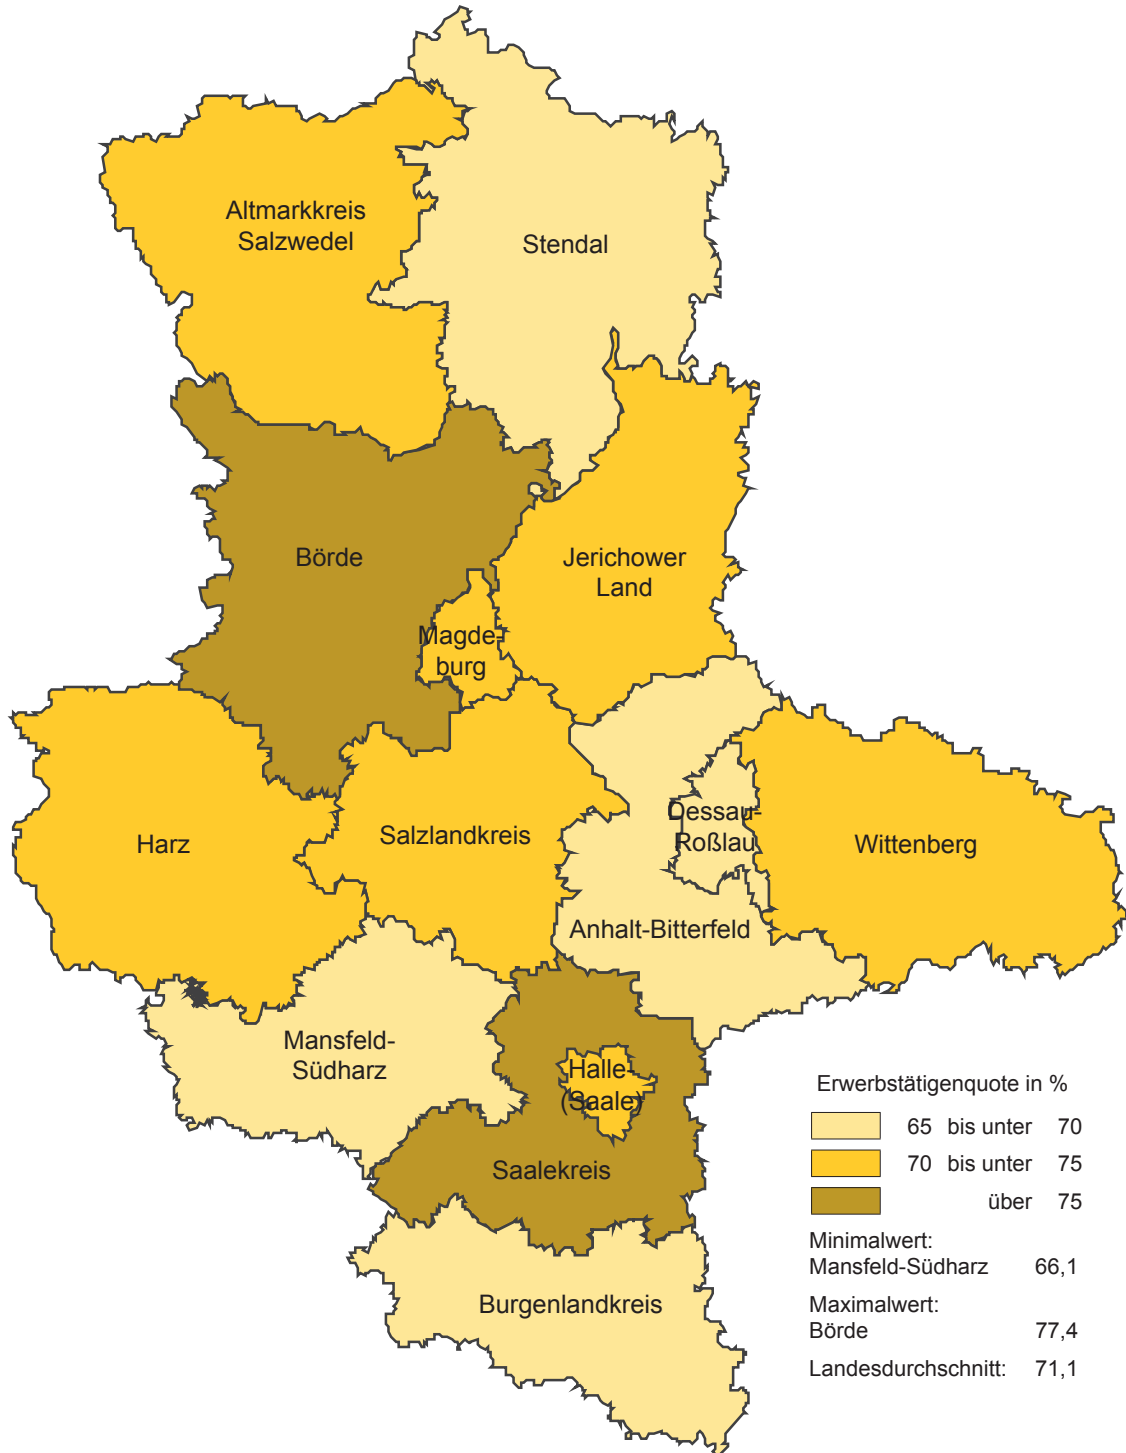 Altmarkkreis
Salzwedel
Stendal
Börde
Jerichower
Land
Magde-
burg
Harz
Salzlandkreis
Dessau-
Roßlau
Wittenberg
Anhalt-Bitterfeld
Mansfeld-
Südharz
Halle-
(Saale)
Saalekreis
Burgenlandkreis
Erwerbstätigenquote in %
65 bis unter 70
70 bis unter 75
über 75
Minimalwert:
Mansfeld-Südharz 66,1
Maximalwert:
Börde 77,4
Landesdurchschnitt: 71,1